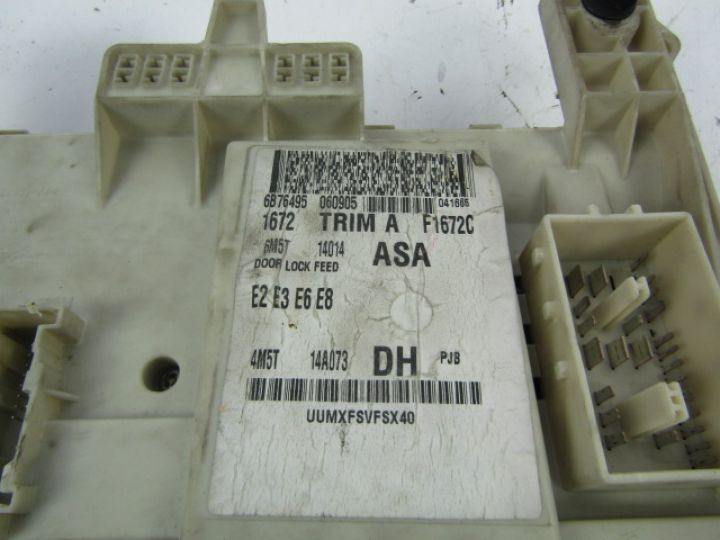 6B76495 060905 041665
1672 TRIM A F1672C
6M5T 14014 ASA
DOOR LOCK FEED
E2 E3 E6 E8
4M5T 14A073 DH PJB
UUMXFSVFSX40